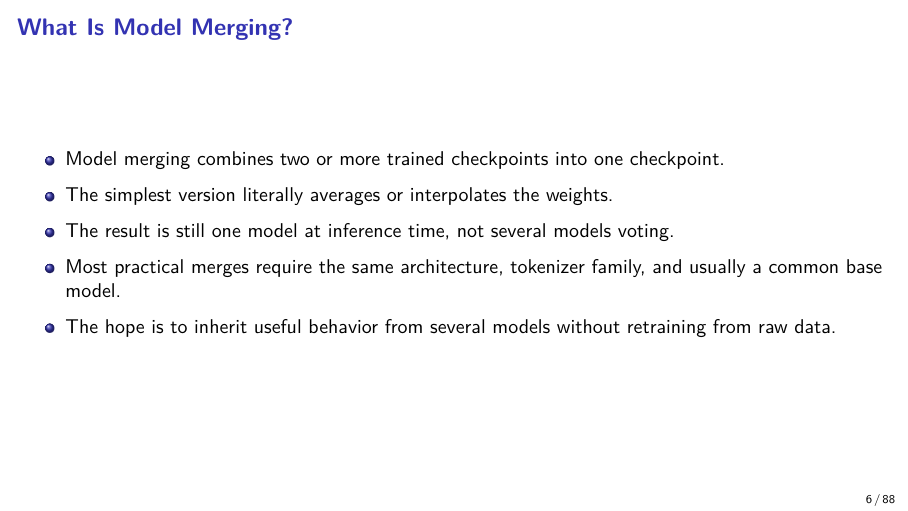 What Is Model Merging?
Model merging combines two or more trained checkpoints into one checkpoint.
The simplest version literally averages or interpolates the weights.
The result is still one model at inference time, not several models voting.
Most practical merges require the same architecture, tokenizer family, and usually a common base
model.
The hope is to inherit useful behavior from several models without retraining from raw data.
6 / 88